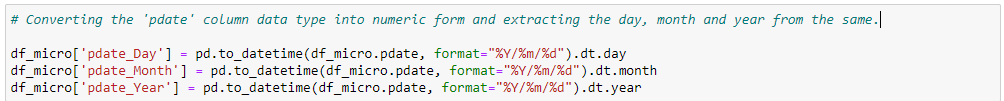 # Converting the 'pdate' column data type into numeric form and extracting the day, month and year from the same.
df_micro['pdate_Day'] = pd.to_datetime(df_micro.pdate, format="%Y/%m/%d").dt.day
df_micro['pdate_Month'] = pd.to_datetime(df_micro.pdate, format="%Y/%m/%d").dt.month
df_micro['pdate_Year'] = pd.to_datetime(df_micro.pdate, format="%Y/%m/%d").dt.year